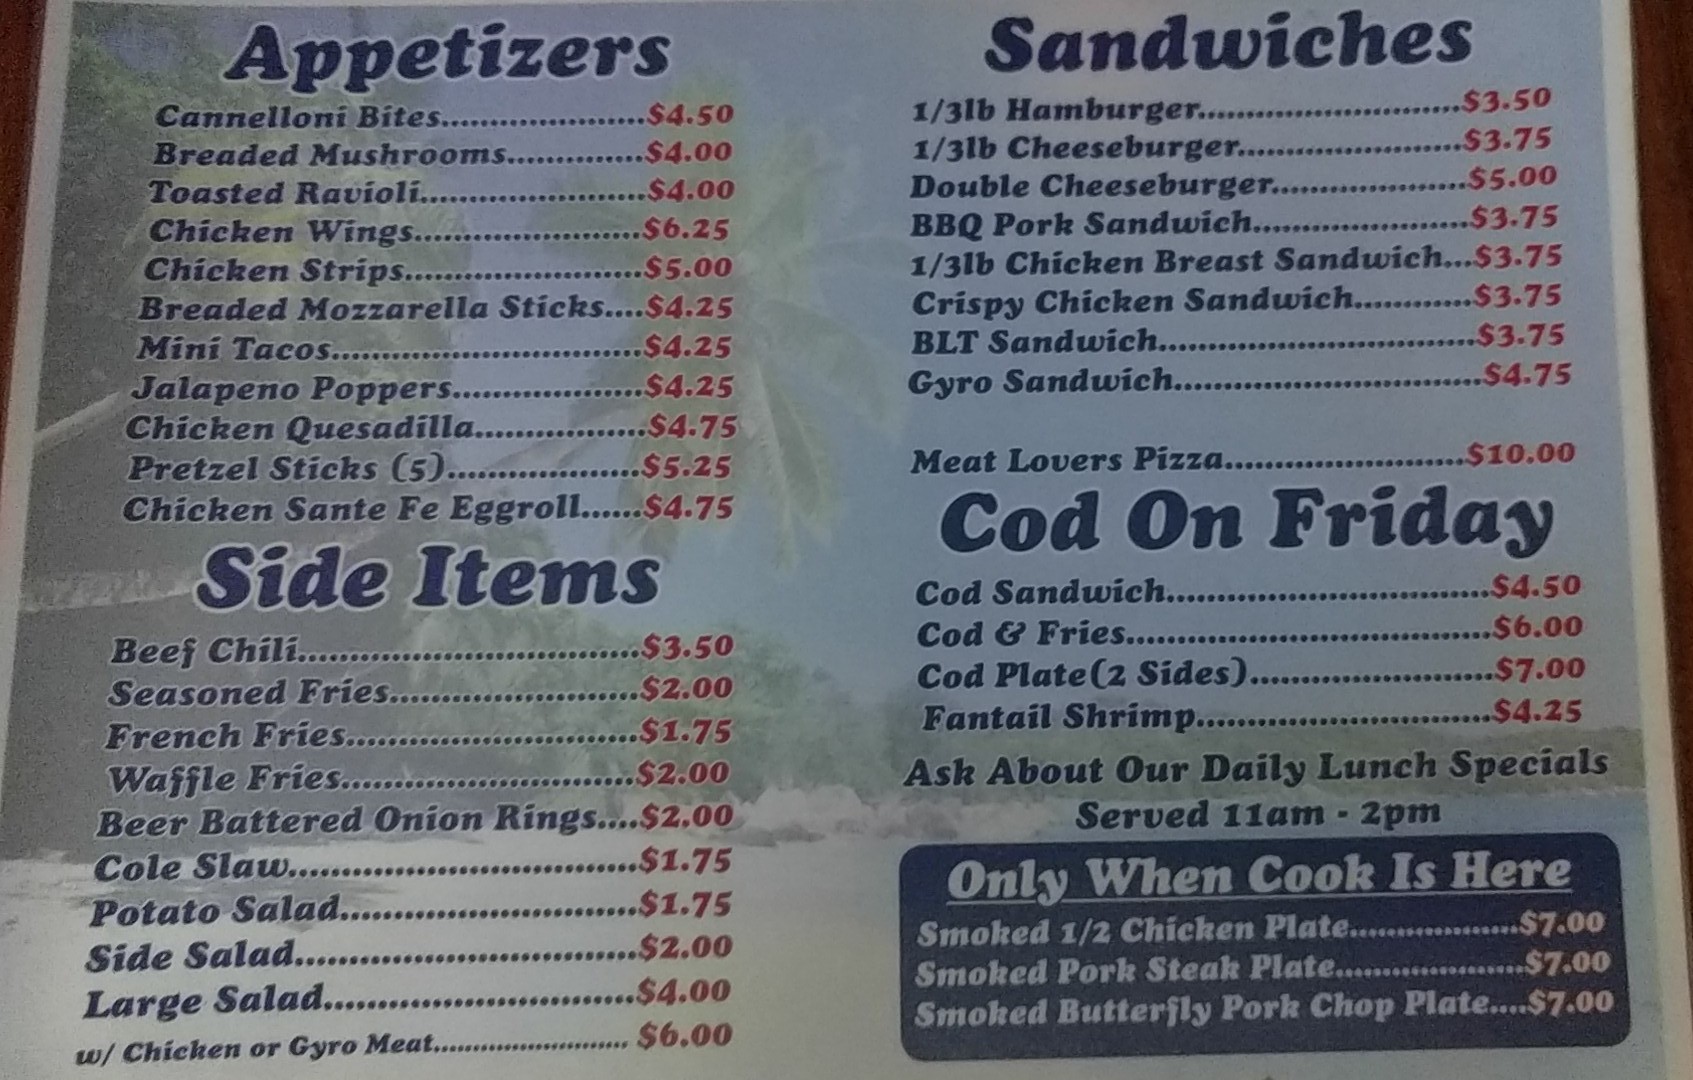 Appetizers
Cannelloni Bites....................$4.50
Breaded Mushrooms..............$4.00
Toasted Ravioli.......................$4.00
Chicken Wings.......................$6.25
Chicken Strips........................$5.00
Breaded Mozzarella Sticks....$4.25
Mini Tacos...............................$4.25
Jalapeno Poppers...................$4.25
Chicken Quesadilla.................$4.75
Pretzel Sticks (5)...................$5.25
Chicken Sante Fe Eggroll......$4.75
Side Items
Beef Chili..................................$3.50
Seasoned Fries.........................$2.00
French Fries.............................$1.75
Waffle Fries.............................$2.00
Beer Battered Onion Rings....$2.00
Cole Slaw...................................$1.75
Potato Salad.............................$1.75
Side Salad.................................$2.00
Large Salad..............................$4.00
w/ Chicken or Gyro Meat.......................... $6.00
Sandwiches
1/3lb Hamburger..........................$3.50
1/3lb Cheeseburger......................$3.75
Double Cheeseburger...................$5.00
BBQ Pork Sandwich.....................$3.75
1/3lb Chicken Breast Sandwich...$3.75
Crispy Chicken Sandwich............$3.75
BLT Sandwich...............................$3.75
Gyro Sandwich..............................$4.75
Meat Lovers Pizza........................$10.00
Cod On Friday
Cod Sandwich................................$4.50
Cod & Fries...................................$6.00
Cod Plate(2 Sides)........................$7.00
Fantail Shrimp.............................$4.25
Ask About Our Daily Lunch Specials
Served 11am - 2pm
Only When Cook Is Here
Smoked 1/2 Chicken Plate.................$7.00
Smoked Pork Steak Plate...................$7.00
Smoked Butterfly Pork Chop Plate....$7.00